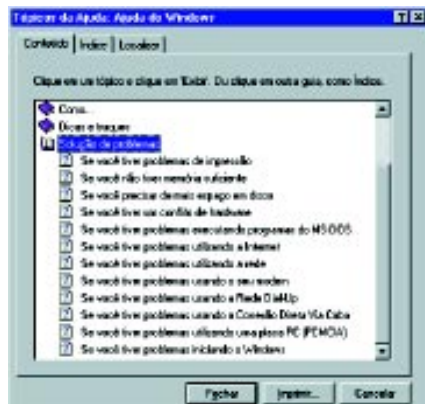 Tópicos da Ajuda: Ajuda do Windows
Conteúdo
Índice
Localizar
Clique em um tópico e clique em 'Exibir'. Ou clique em outra guia, como Índice.
Como...
Dicas e truques
Solução de problemas
Se você tiver problemas de impressão
Se você não tiver memória suficiente
Se você precisar de mais espaço em disco
Se você tiver um conflito de hardware
Se você tiver problemas executando programas do MS-DOS
Se você tiver problemas utilizando a Internet
Se você tiver problemas utilizando a rede
Se você tiver problemas usando o seu modem
Se você tiver problemas usando a Rede Dial-Up
Se você tiver problemas usando a Conexão Direta Via Cabo
Se você tiver problemas utilizando uma placa PC (PCMCIA)
Se você tiver problemas iniciando o Windows
Fechar
Imprimir...
Cancelar